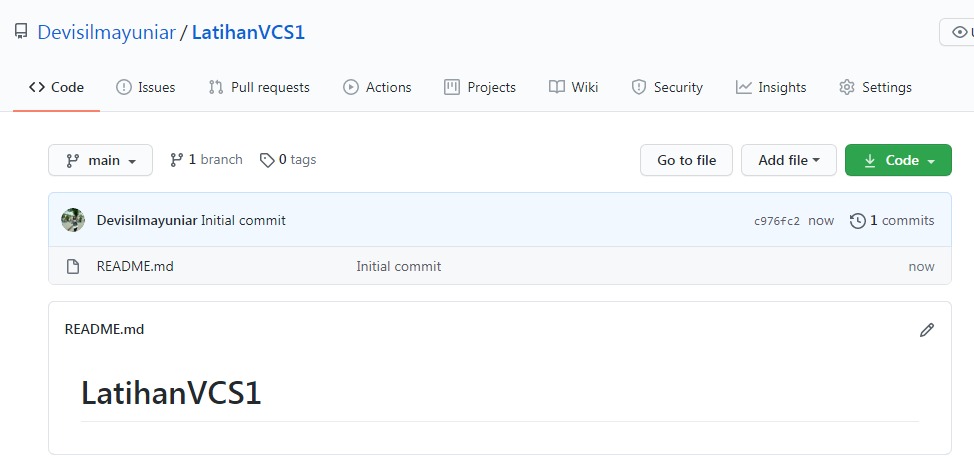 Devisilmayuniar / LatihanVCS1
Code Issues Pull requests Actions Projects Wiki Security Insights Settings
main 1 branch 0 tags Go to file Add file Code
Devisilmayuniar Initial commit c976fc2 now 1 commits
README.md Initial commit now
README.md
LatihanVCS1